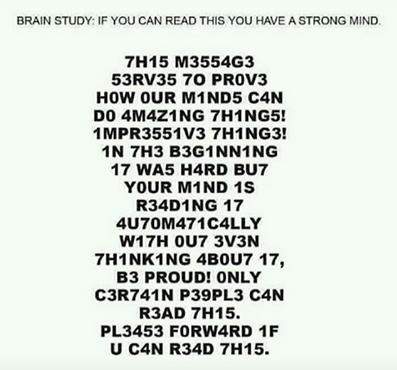 BRAIN STUDY: IF YOU CAN READ THIS YOU HAVE A STRONG MIND.
7H15 M3554G3
53RV35 7O PR0V3
H0W 0UR M1ND5 C4N
D0 4M4Z1NG 7H1NG5!
1MPR3551V3 7H1NG3!
1N 7H3 B3G1NN1NG
17 WA5 H4RD BU7
Y0UR M1ND 1S
R34D1NG 17
4U70M471C4LLY
W17H 0U7 3V3N
7H1NK1NG 4B0U7 17,
B3 PROUD! 0NLY
C3R741N P39PL3 C4N
R3AD 7H15.
PL3453 F0RW4RD 1F
U C4N R34D 7H15.